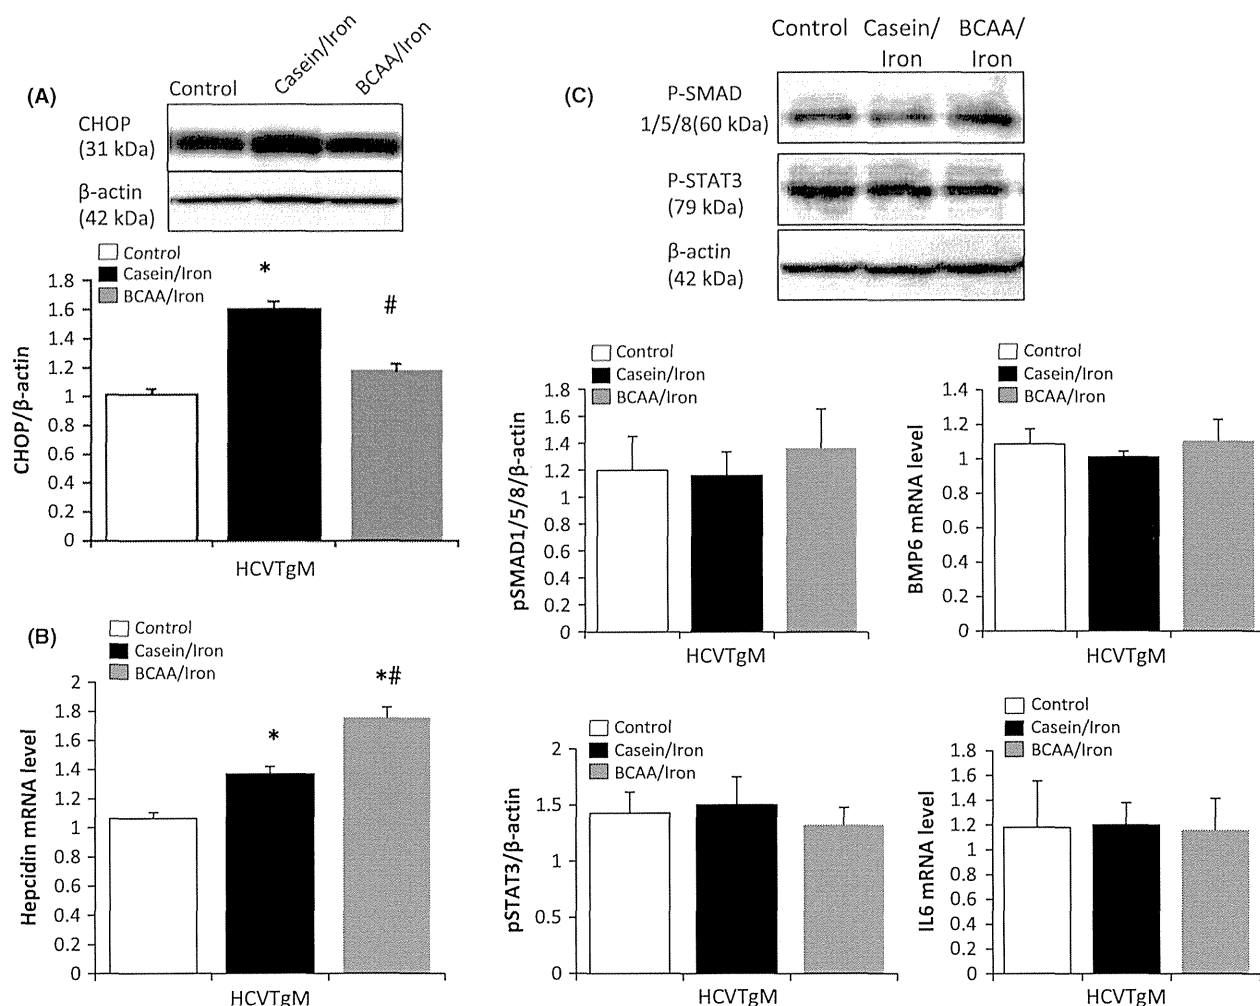 (A)
Control
Casein/Iron
BCAA/Iron
CHOP
(31 kDa)
β-actin
(42 kDa)
Control
Casein/Iron
BCAA/Iron
*
#
CHOP/β-actin
1.8
1.6
1.4
1.2
1
0.8
0.6
0.4
0.2
0
HCVTgM
(B)
Control
Casein/Iron
BCAA/Iron
*
*#
Hepcidin mRNA level
2
1.8
1.6
1.4
1.2
1
0.8
0.6
0.4
0.2
0
HCVTgM
(C)
Control Casein/ BCAA/
Iron Iron
P-SMAD
1/5/8(60 kDa)
P-STAT3
(79 kDa)
β-actin
(42 kDa)
Control
Casein/Iron
BCAA/Iron
pSMAD1/5/8/β-actin
1.8
1.6
1.4
1.2
1
0.8
0.6
0.4
0.2
0
HCVTgM
Control
Casein/Iron
BCAA/Iron
BMP6 mRNA level
1.4
1.2
1
0.8
0.6
0.4
0.2
0
HCVTgM
Control
Casein/Iron
BCAA/Iron
pSTAT3/β-actin
2
1.5
1
0.5
0
HCVTgM
Control
Casein/Iron
BCAA/Iron
IL6 mRNA level
1.8
1.6
1.4
1.2
1
0.8
0.6
0.4
0.2
0
HCVTgM